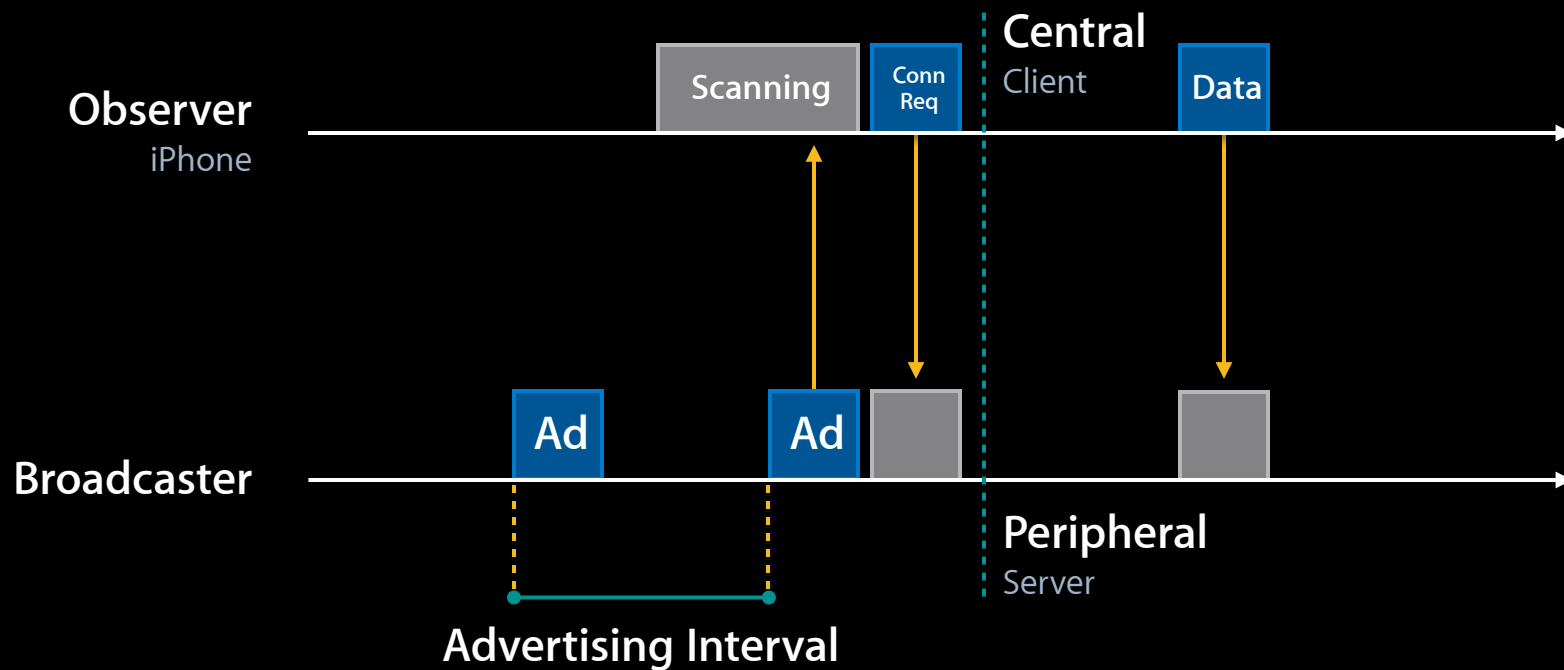 Central
Client
Scanning
Conn
Req
Data
Observer
iPhone
Ad
Ad
Broadcaster
Peripheral
Server
Advertising Interval